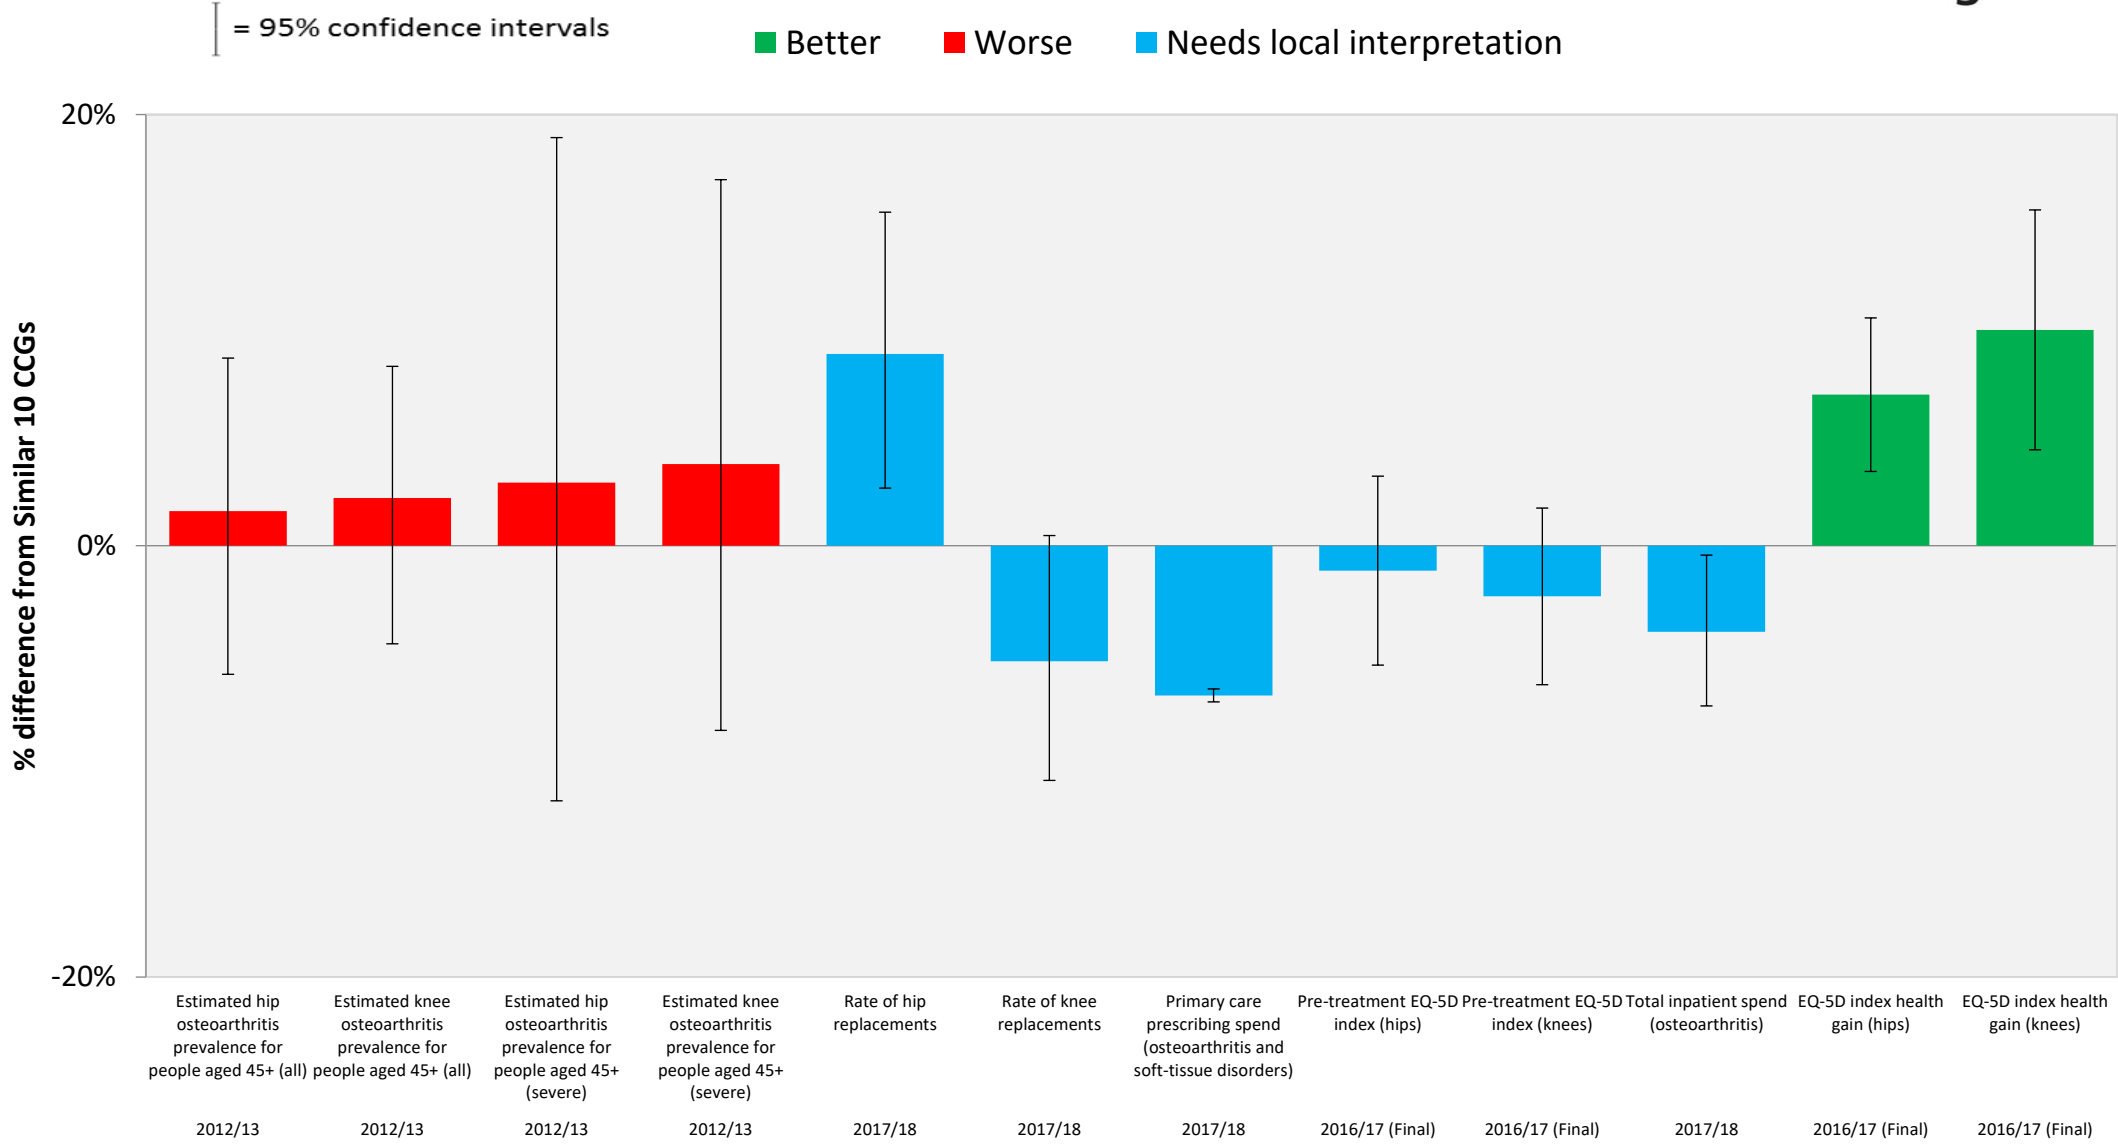 = 95% confidence intervals
Better
Worse
Needs local interpretation
20%
0%
-20%
% difference from Similar 10 CCGs
Estimated hip
osteoarthritis
prevalence for
people aged 45+ (all)
2012/13
Estimated knee
osteoarthritis
prevalence for
people aged 45+ (all)
2012/13
Estimated hip
osteoarthritis
prevalence for
people aged 45+
(severe)
2012/13
Estimated knee
osteoarthritis
prevalence for
people aged 45+
(severe)
2012/13
Rate of hip
replacements
2017/18
Rate of knee
replacements
2017/18
Primary care
prescribing spend
(osteoarthritis and
soft-tissue disorders)
2017/18
Pre-treatment EQ-5D
index (hips)
2016/17 (Final)
Pre-treatment EQ-5D
index (knees)
2016/17 (Final)
Total inpatient spend
(osteoarthritis)
2017/18
EQ-5D index health
gain (hips)
2016/17 (Final)
EQ-5D index health
gain (knees)
2016/17 (Final)